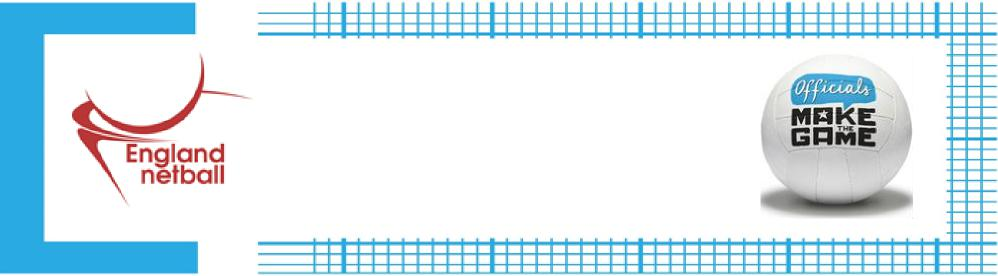 England
netball
Officials
MAKE
THE
GAME